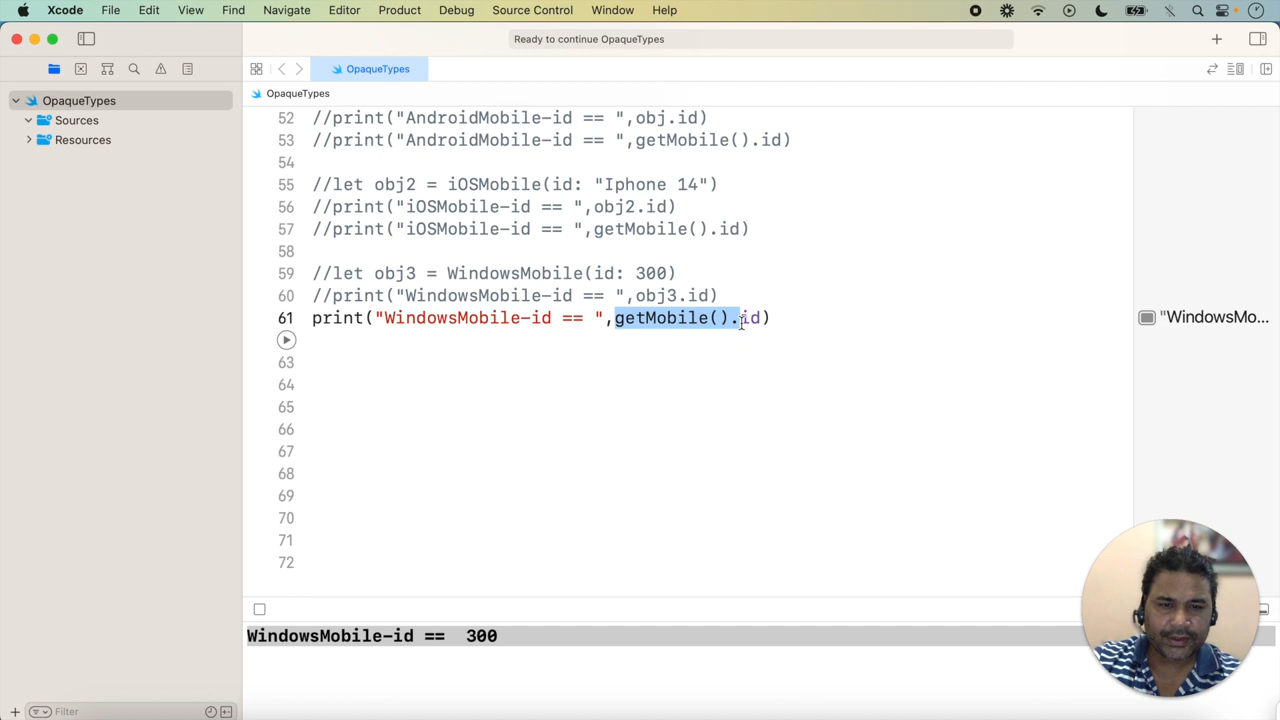 Xcode File Edit View Find Navigate Editor Product Debug Source Control Window Help
Ready to continue OpaqueTypes
OpaqueTypes
OpaqueTypes
OpaqueTypes
Sources
Resources
52 //print("AndroidMobile-id == ",obj.id)
53 //print("AndroidMobile-id == ",getMobile().id)
54
55 //let obj2 = iOSMobile(id: "Iphone 14")
56 //print("iOSMobile-id == ",obj2.id)
57 //print("iOSMobile-id == ",getMobile().id)
58
59 //let obj3 = WindowsMobile(id: 300)
60 //print("WindowsMobile-id == ",obj3.id)
61 print("WindowsMobile-id == ",getMobile().id)
"WindowsMo...
63
64
65
66
67
68
69
70
71
72
WindowsMobile-id ==  300
Filter